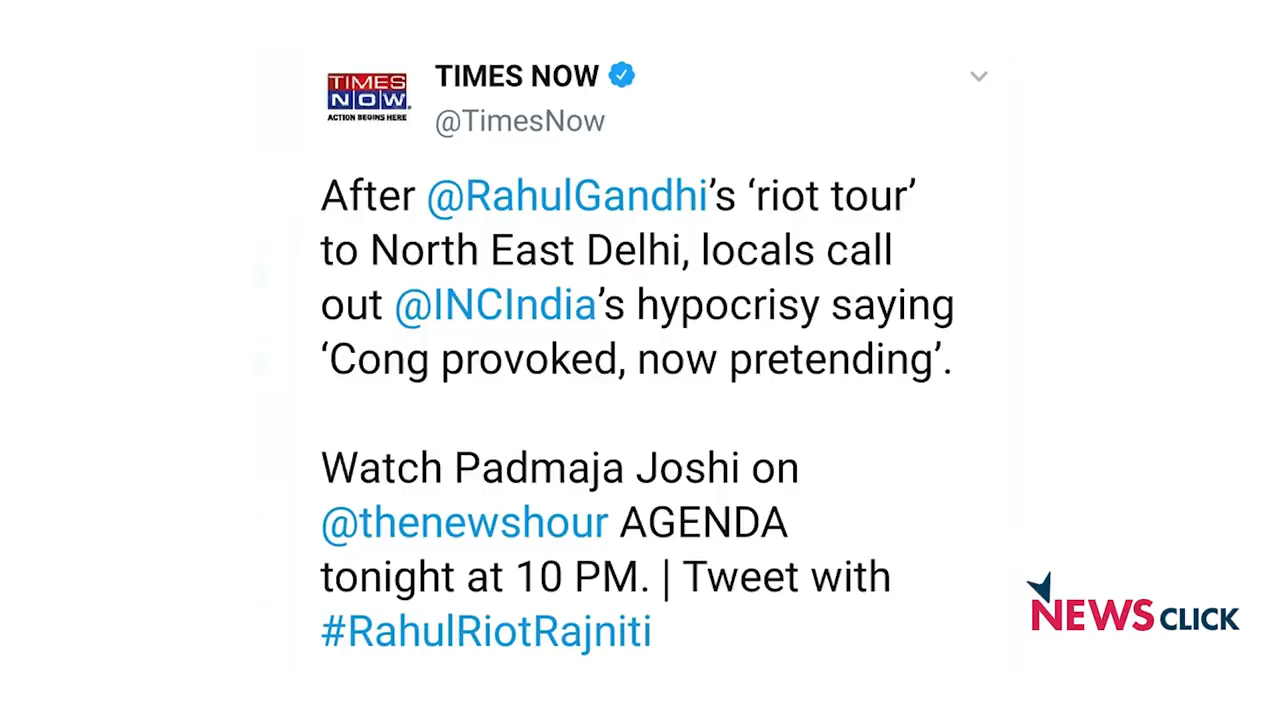 TIMES NOW
TIMES
NOW
ACTION BEGINS HERE
@TimesNow
After @RahulGandhi’s ‘riot tour’
to North East Delhi, locals call
out @INCIndia’s hypocrisy saying
‘Cong provoked, now pretending’.
Watch Padmaja Joshi on
@thenewshour AGENDA
tonight at 10 PM. | Tweet with
#RahulRiotRajniti
NEWS CLICK